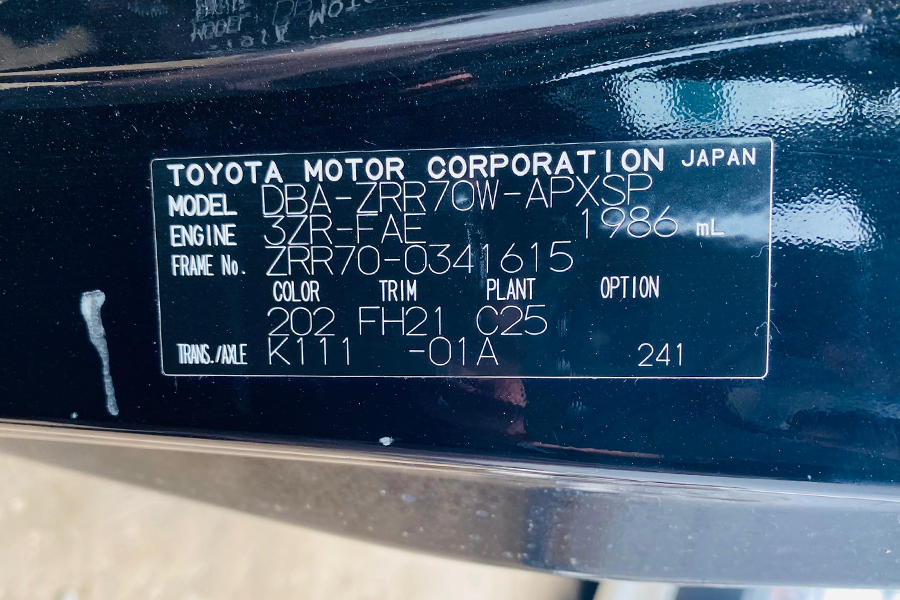 TOYOTA MOTOR CORPORATION JAPAN
MODEL DBA-ZRR70W-APXSP
ENGINE 3ZR-FAE 1986 mL
FRAME No. ZRR70-0341615
COLOR TRIM PLANT OPTION
202 FH21 C25
TRANS./AXLE K111 -01A 241